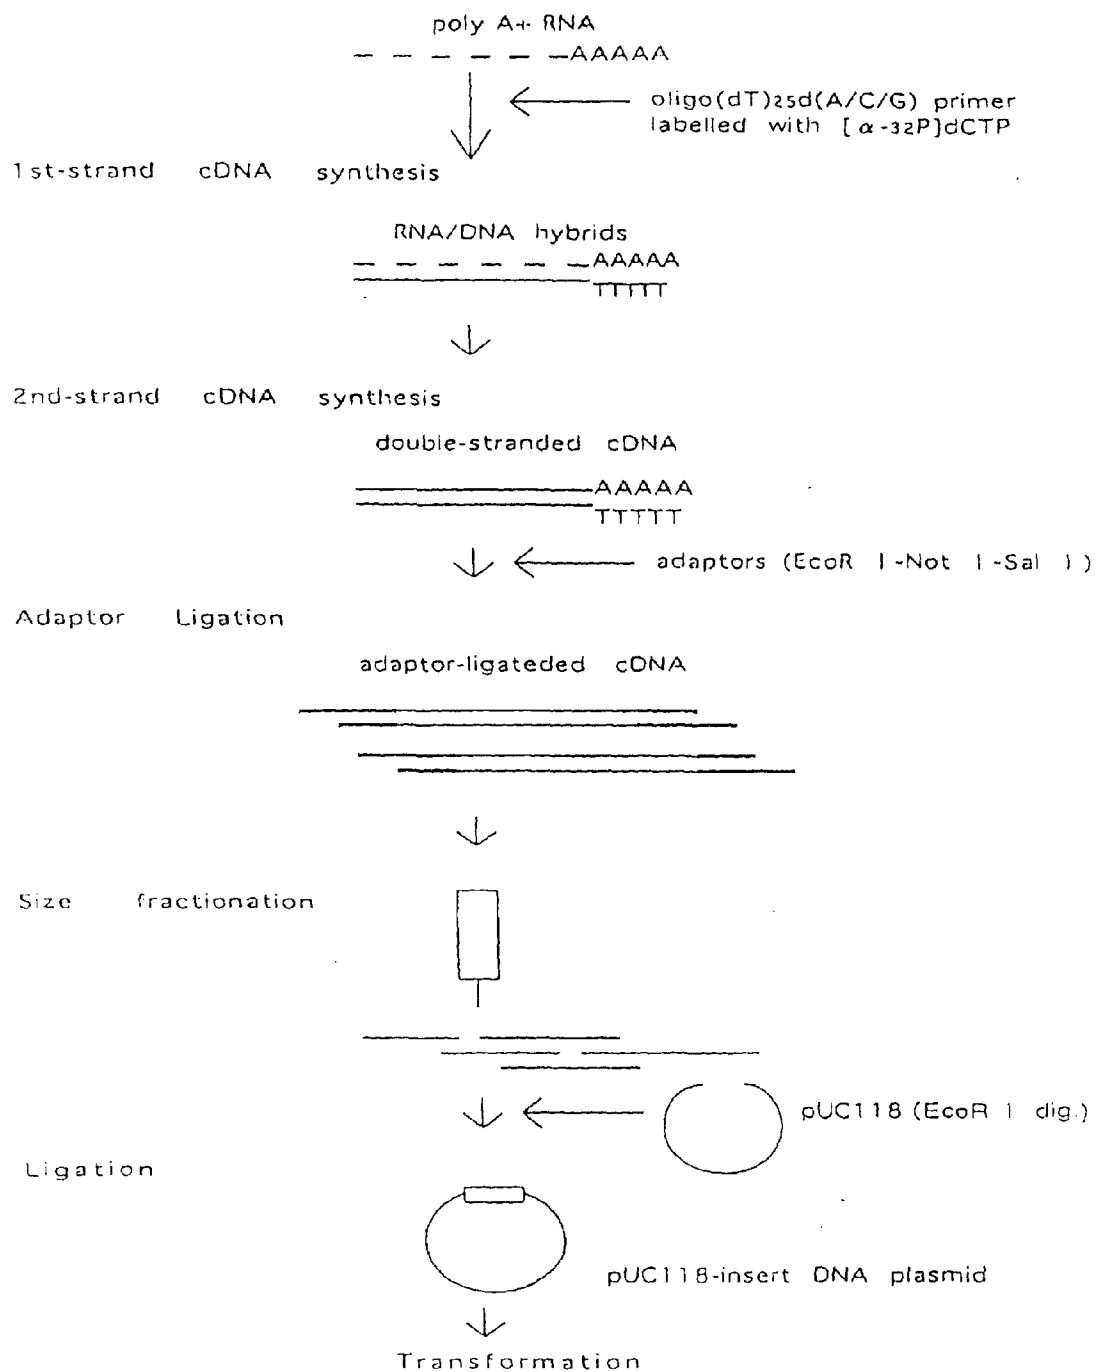 poly A+ RNA
AAAAA
oligo(dT)25d(A/C/G) primer
labelled with [α-32P]dCTP
1st-strand cDNA synthesis
RNA/DNA hybrids
AAAAA
TTTTT
2nd-strand cDNA synthesis
double-stranded cDNA
AAAAA
TTTTT
adaptors (EcoR I-Not I-Sal I)
Adaptor Ligation
adaptor-ligateded cDNA
Size fractionation
pUC118 (EcoR I dig.)
Ligation
pUC118-insert DNA plasmid
Transformation